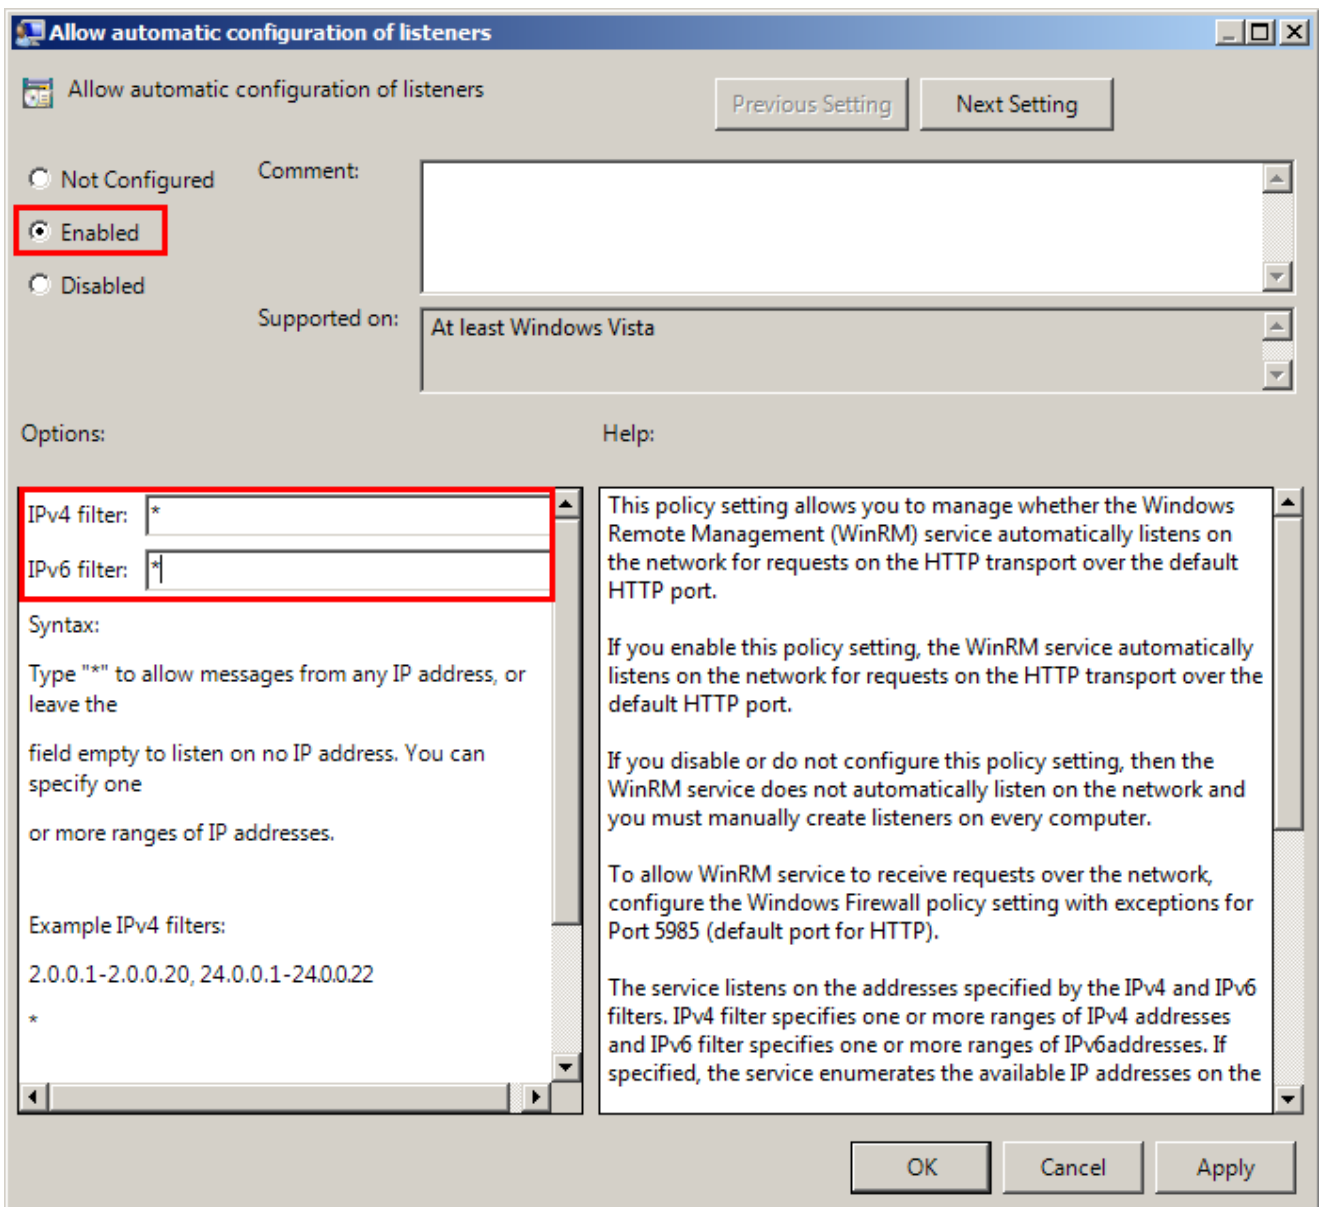 Allow automatic configuration of listeners
Allow automatic configuration of listeners
Previous Setting
Next Setting
Not Configured
Comment:
Enabled
Disabled
Supported on:
At least Windows Vista
Options:
Help:
IPv4 filter: *
IPv6 filter: *
Syntax:
Type "*" to allow messages from any IP address, or
leave the
field empty to listen on no IP address. You can
specify one
or more ranges of IP addresses.
Example IPv4 filters:
2.0.0.1-2.0.0.20, 24.0.0.1-24.0.0.22
*
This policy setting allows you to manage whether the Windows
Remote Management (WinRM) service automatically listens on
the network for requests on the HTTP transport over the default
HTTP port.
If you enable this policy setting, the WinRM service automatically
listens on the network for requests on the HTTP transport over the
default HTTP port.
If you disable or do not configure this policy setting, then the
WinRM service does not automatically listen on the network and
you must manually create listeners on every computer.
To allow WinRM service to receive requests over the network,
configure the Windows Firewall policy setting with exceptions for
Port 5985 (default port for HTTP).
The service listens on the addresses specified by the IPv4 and IPv6
filters. IPv4 filter specifies one or more ranges of IPv4 addresses
and IPv6 filter specifies one or more ranges of IPv6addresses. If
specified, the service enumerates the available IP addresses on the
OK
Cancel
Apply